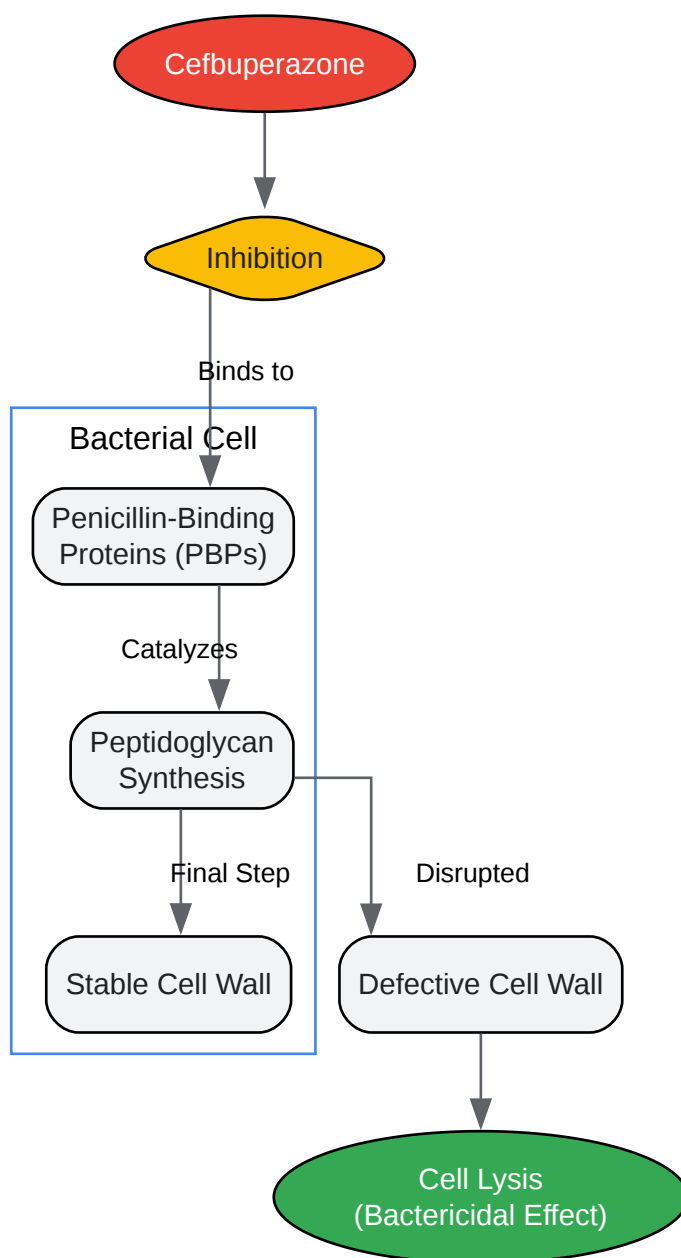 Cefbuperazone
Inhibition
Binds to
Bacterial Cell
Penicillin-Binding
Proteins (PBPs)
Catalyzes
Peptidoglycan
Synthesis
Final Step
Disrupted
Stable Cell Wall
Defective Cell Wall
Cell Lysis
(Bactericidal Effect)